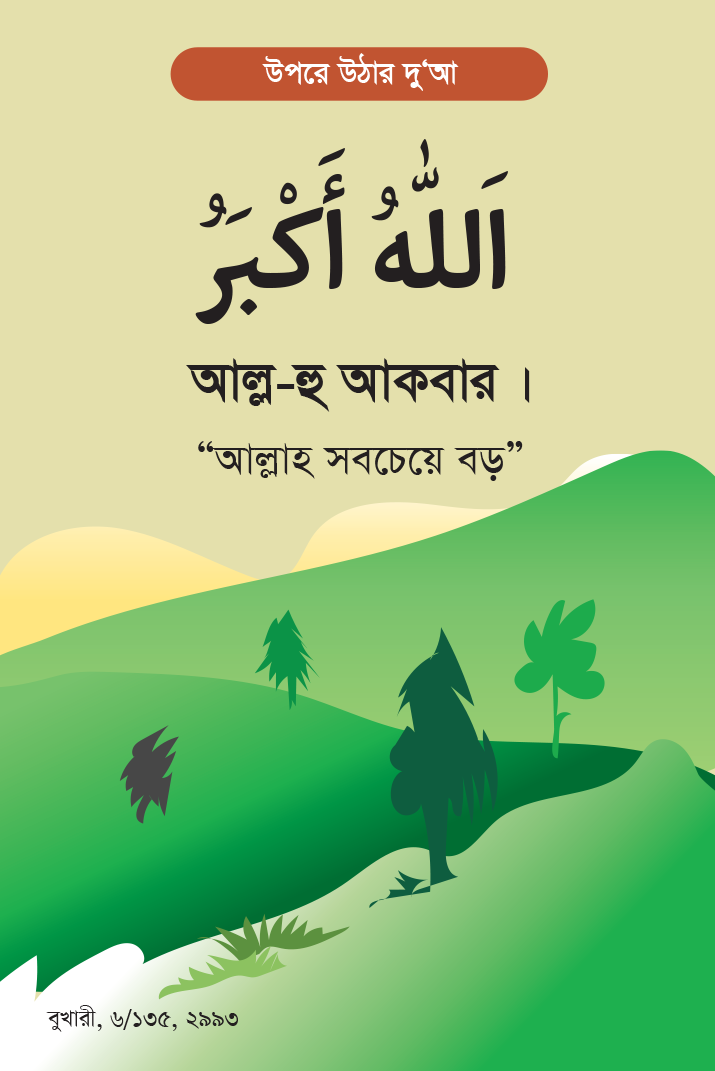 উপরে উঠার দু‘আ
اَللّٰهُ أَكْبَرُ
আল্ল-হু আকবার ।
“আল্লাহ সবচেয়ে বড়”
বুখারী, ৬/১৩৫, ২৯৯৩